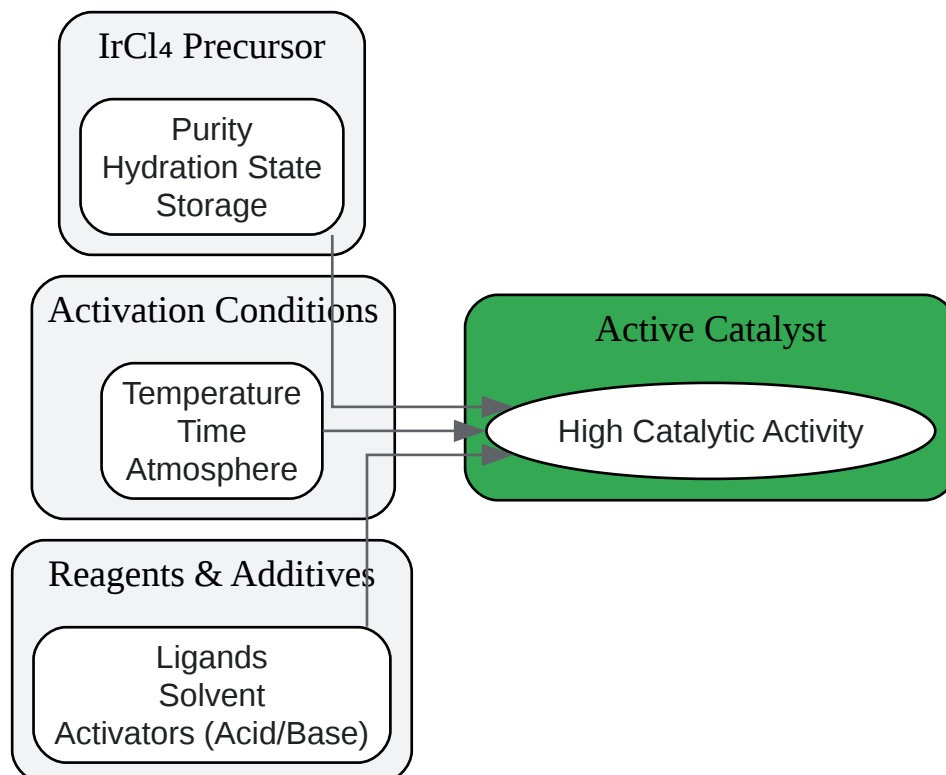 IrCl₄ Precursor
Purity
Hydration State
Storage
Activation Conditions
Temperature
Time
Atmosphere
Active Catalyst
High Catalytic Activity
Reagents & Additives
Ligands
Solvent
Activators (Acid/Base)